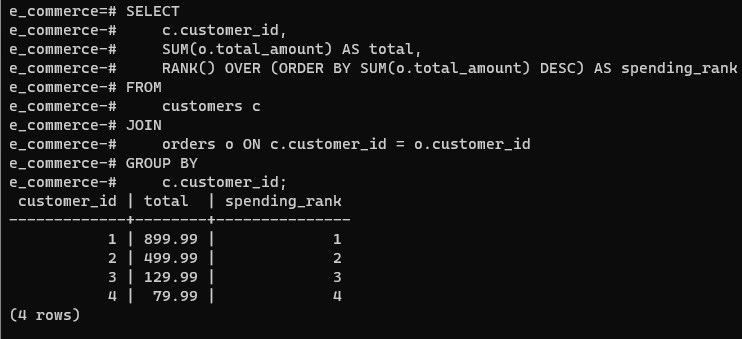 e_commerce=# SELECT
e_commerce-#     c.customer_id,
e_commerce-#     SUM(o.total_amount) AS total,
e_commerce-#     RANK() OVER (ORDER BY SUM(o.total_amount) DESC) AS spending_rank
e_commerce-# FROM
e_commerce-#     customers c
e_commerce-# JOIN
e_commerce-#     orders o ON c.customer_id = o.customer_id
e_commerce-# GROUP BY
e_commerce-#     c.customer_id;
 customer_id | total  | spending_rank
-------------+--------+---------------
           1 | 899.99 |             1
           2 | 499.99 |             2
           3 | 129.99 |             3
           4 |  79.99 |             4
(4 rows)